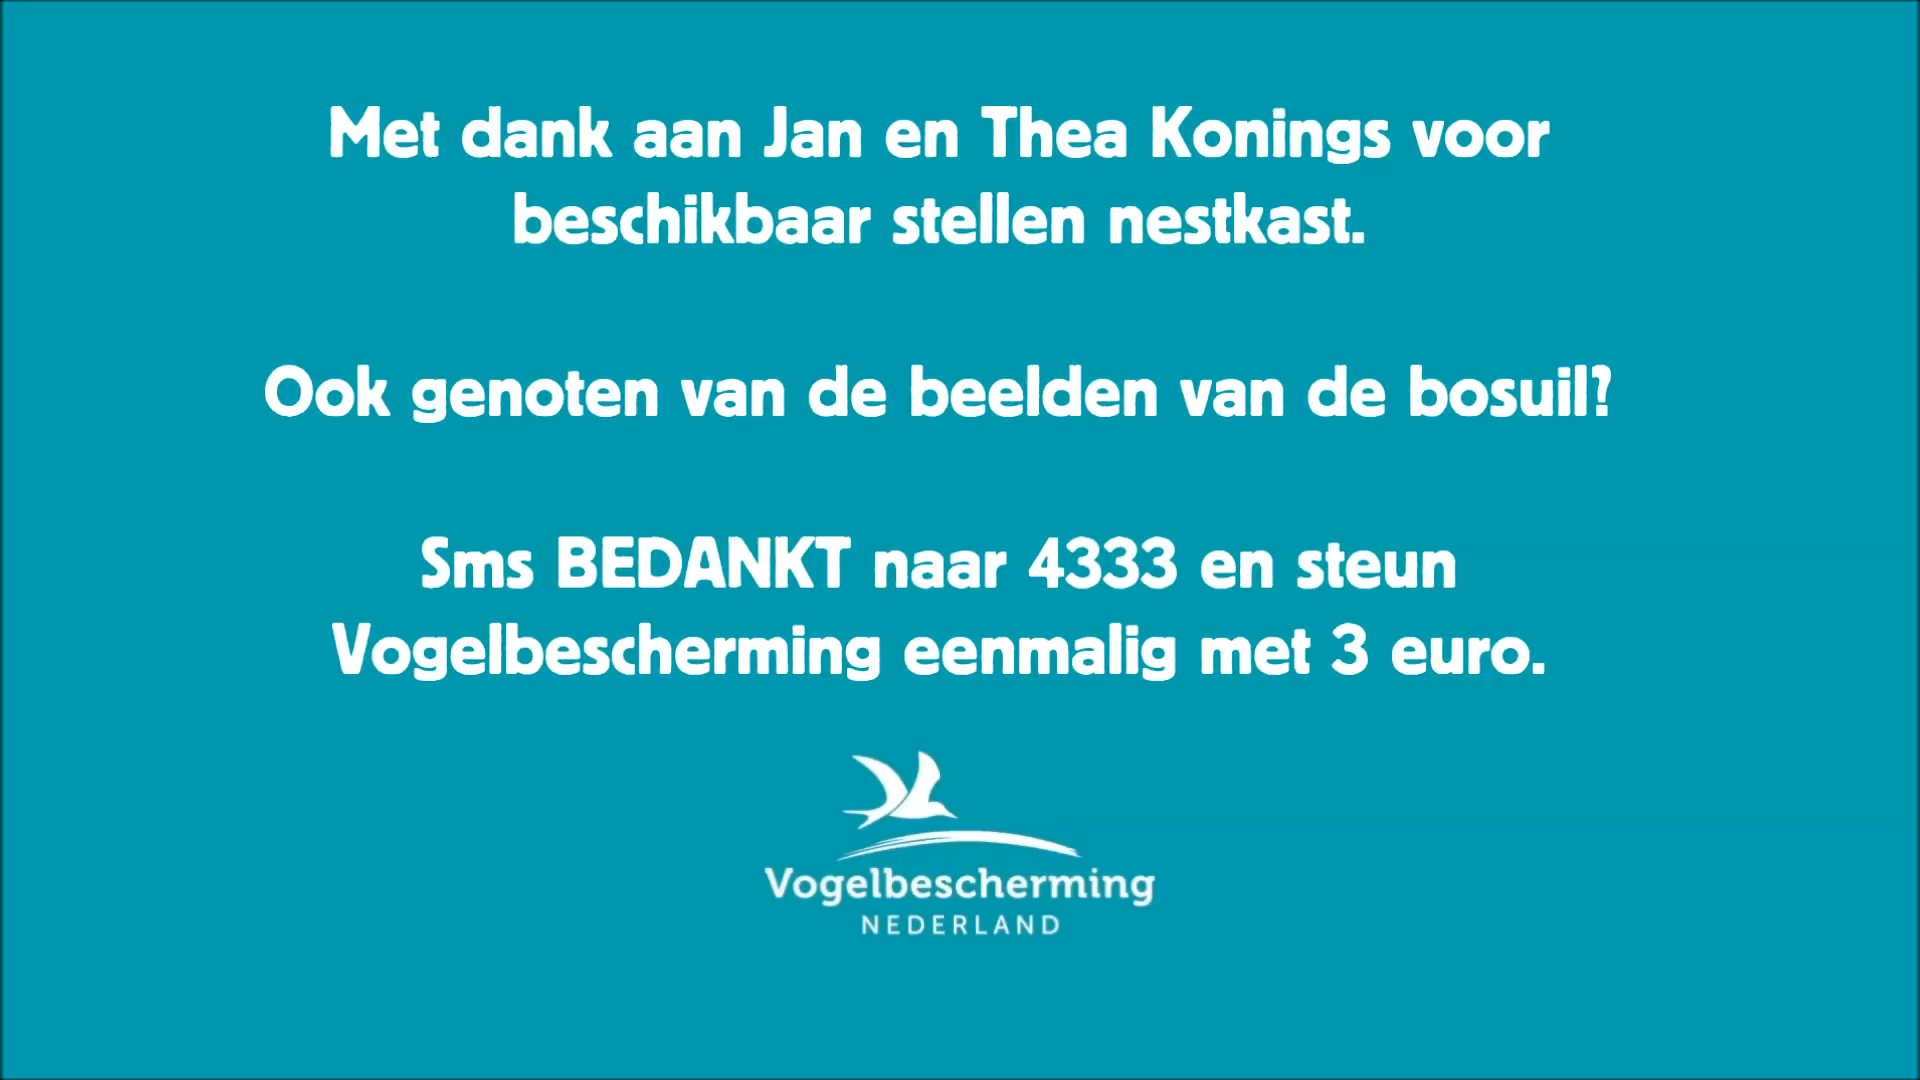 Met dank aan Jan en Thea Konings voor
beschikbaar stellen nestkast.
Ook genoten van de beelden van de bosuil?
Sms BEDANKT naar 4333 en steun
Vogelbescherming eenmalig met 3 euro.
Vogelbescherming
NEDERLAND